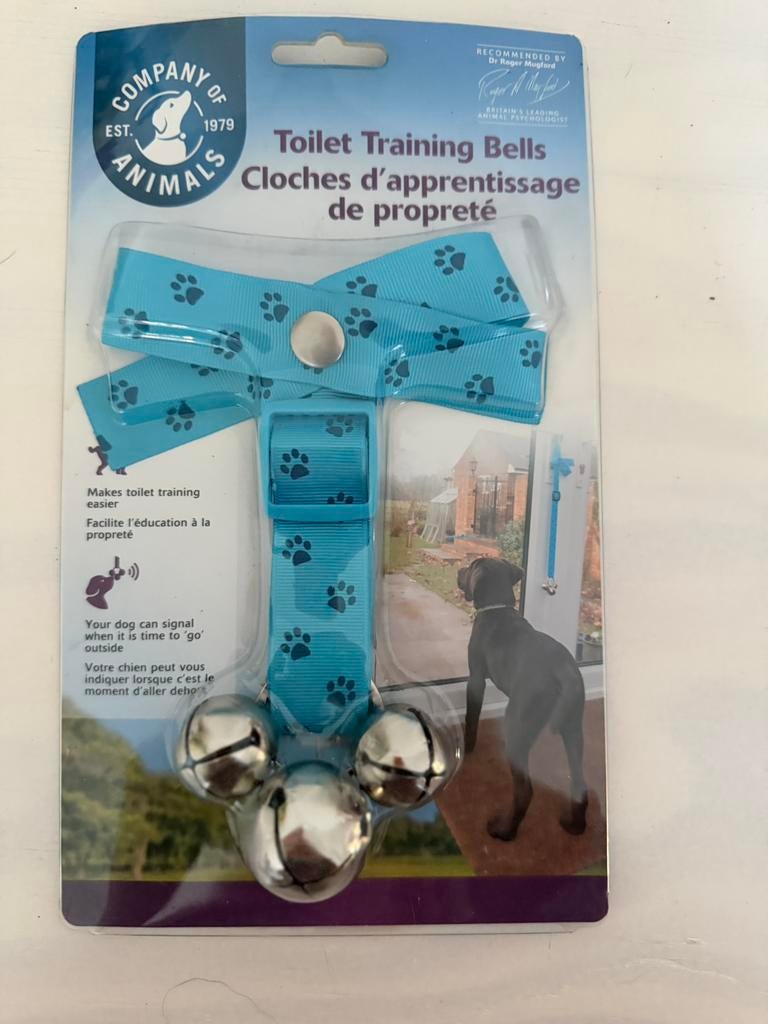 COMPANY OF
EST. 1979
ANIMALS
RECOMMENDED BY
Dr Roger Mugford
Roger A Mugford
BRITAIN'S LEADING
ANIMAL PSYCHOLOGIST
Toilet Training Bells
Cloches d'apprentissage
de propreté
Makes toilet training
easier
Facilite l'éducation à la
propreté
Your dog can signal
when it is time to 'go'
outside
Votre chien peut vous
indiquer lorsque c'est le
moment d'aller dehors